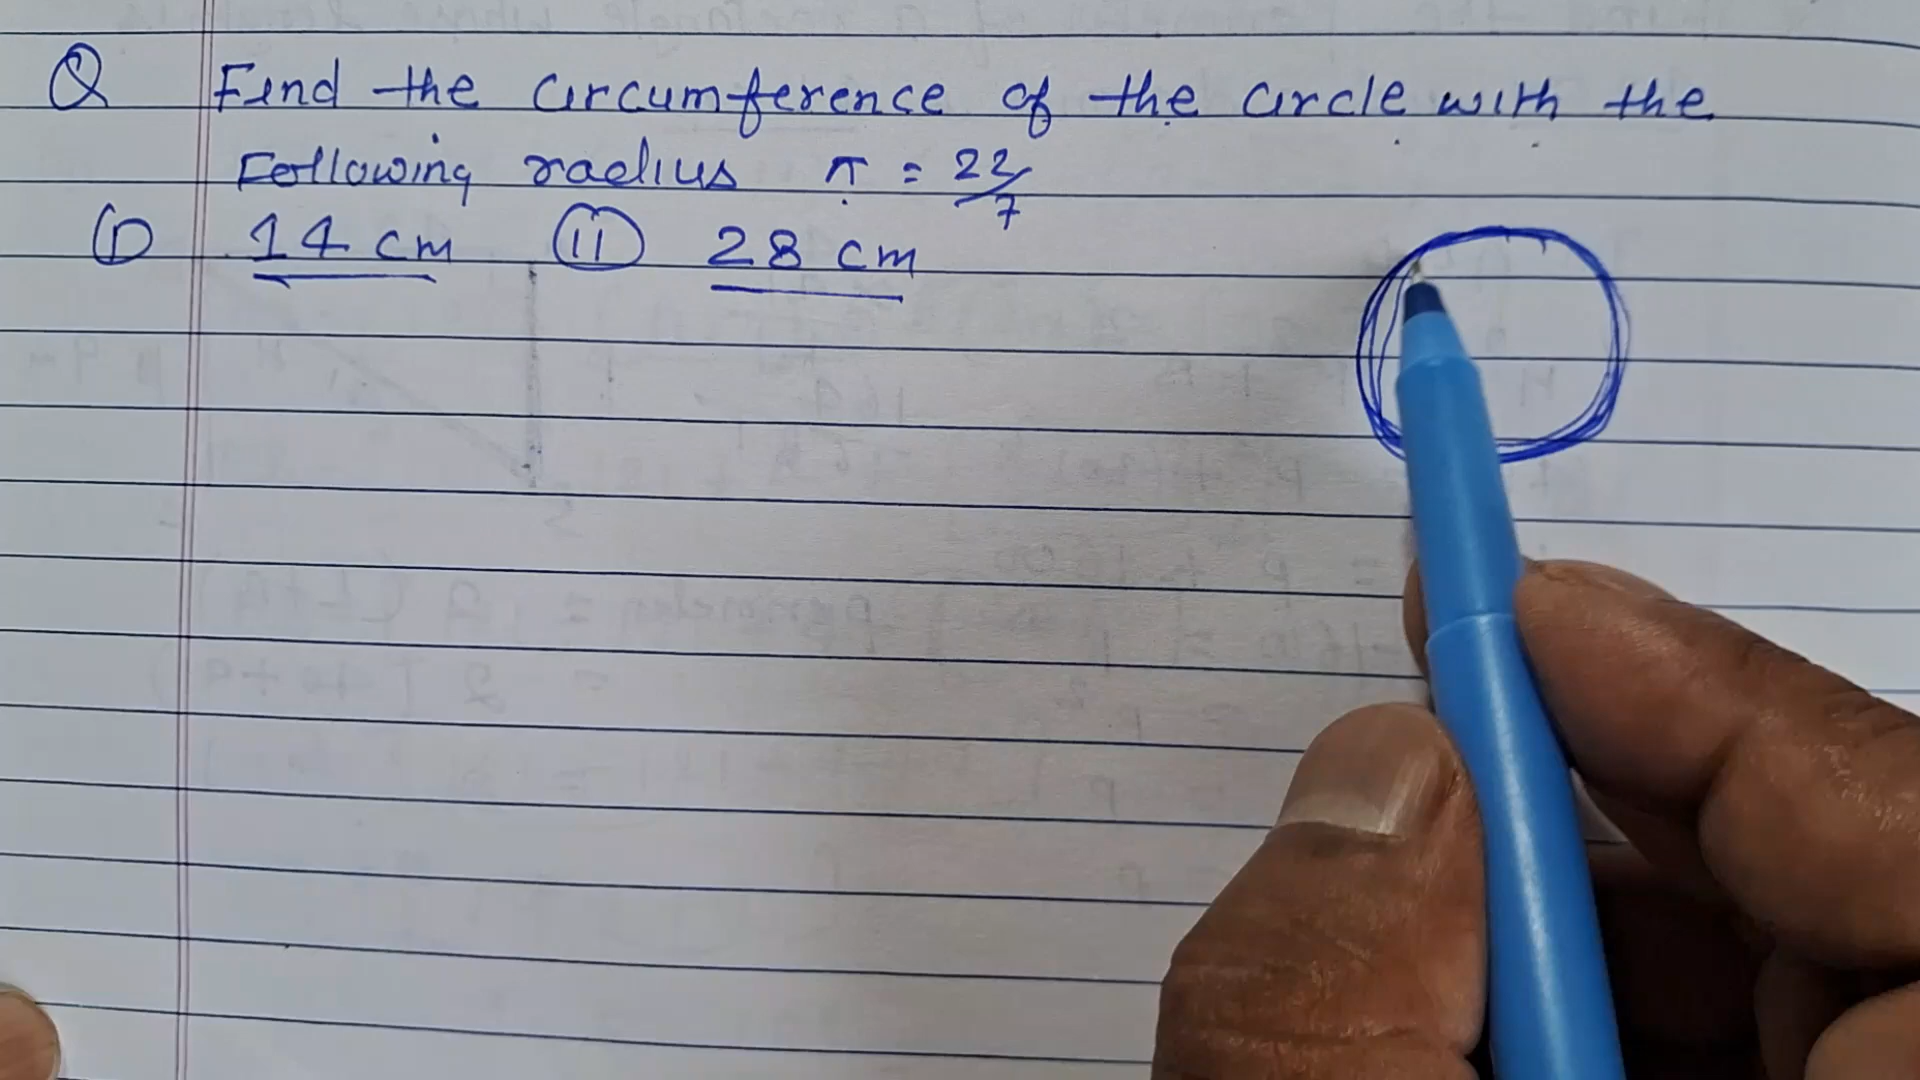 Q Find the circumference of the circle with the
Following radius π = 22/7
(i) 14 cm (ii) 28 cm